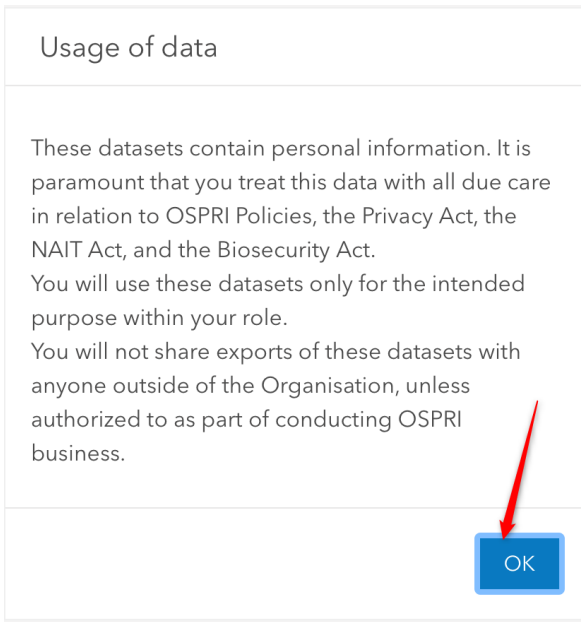 Usage of data
These datasets contain personal information. It is
paramount that you treat this data with all due care
in relation to OSPRI Policies, the Privacy Act, the
NAIT Act, and the Biosecurity Act.
You will use these datasets only for the intended
purpose within your role.
You will not share exports of these datasets with
anyone outside of the Organisation, unless
authorized to as part of conducting OSPRI
business.
OK